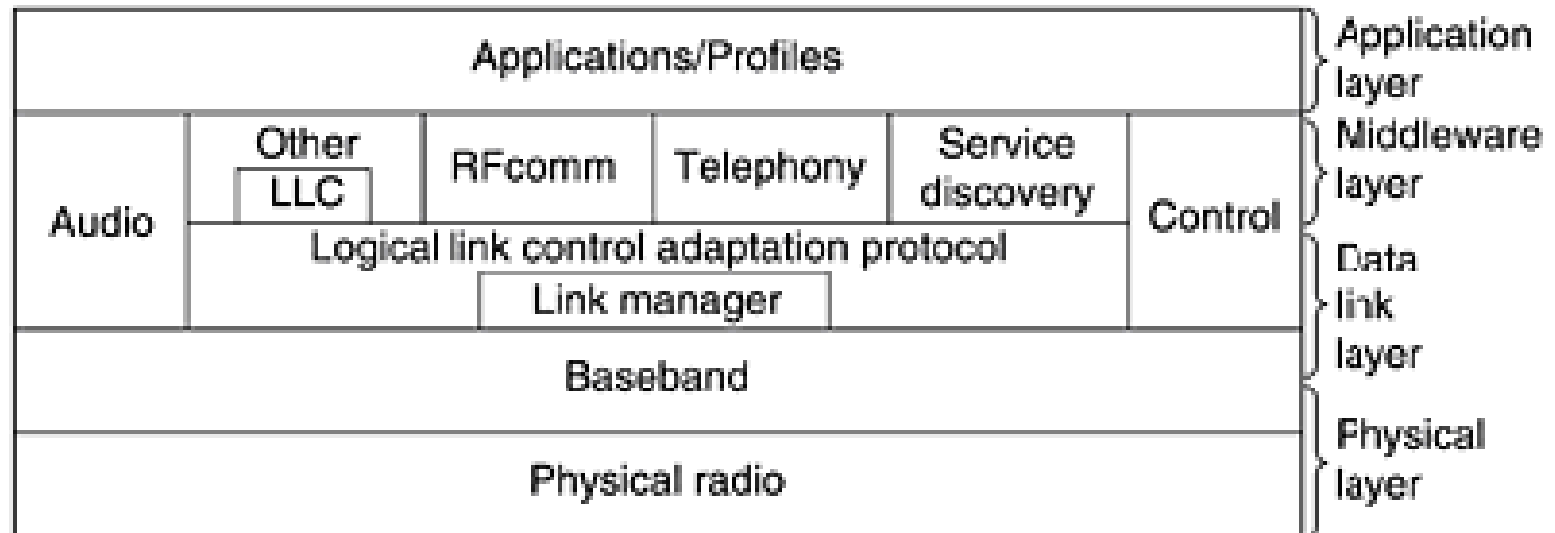 Applications/Profiles
Application
layer
Audio
Other
LLC
RFcomm
Telephony
Service
discovery
Control
Middleware
layer
Logical link control adaptation protocol
Link manager
Data
link
layer
Baseband
Physical radio
Physical
layer